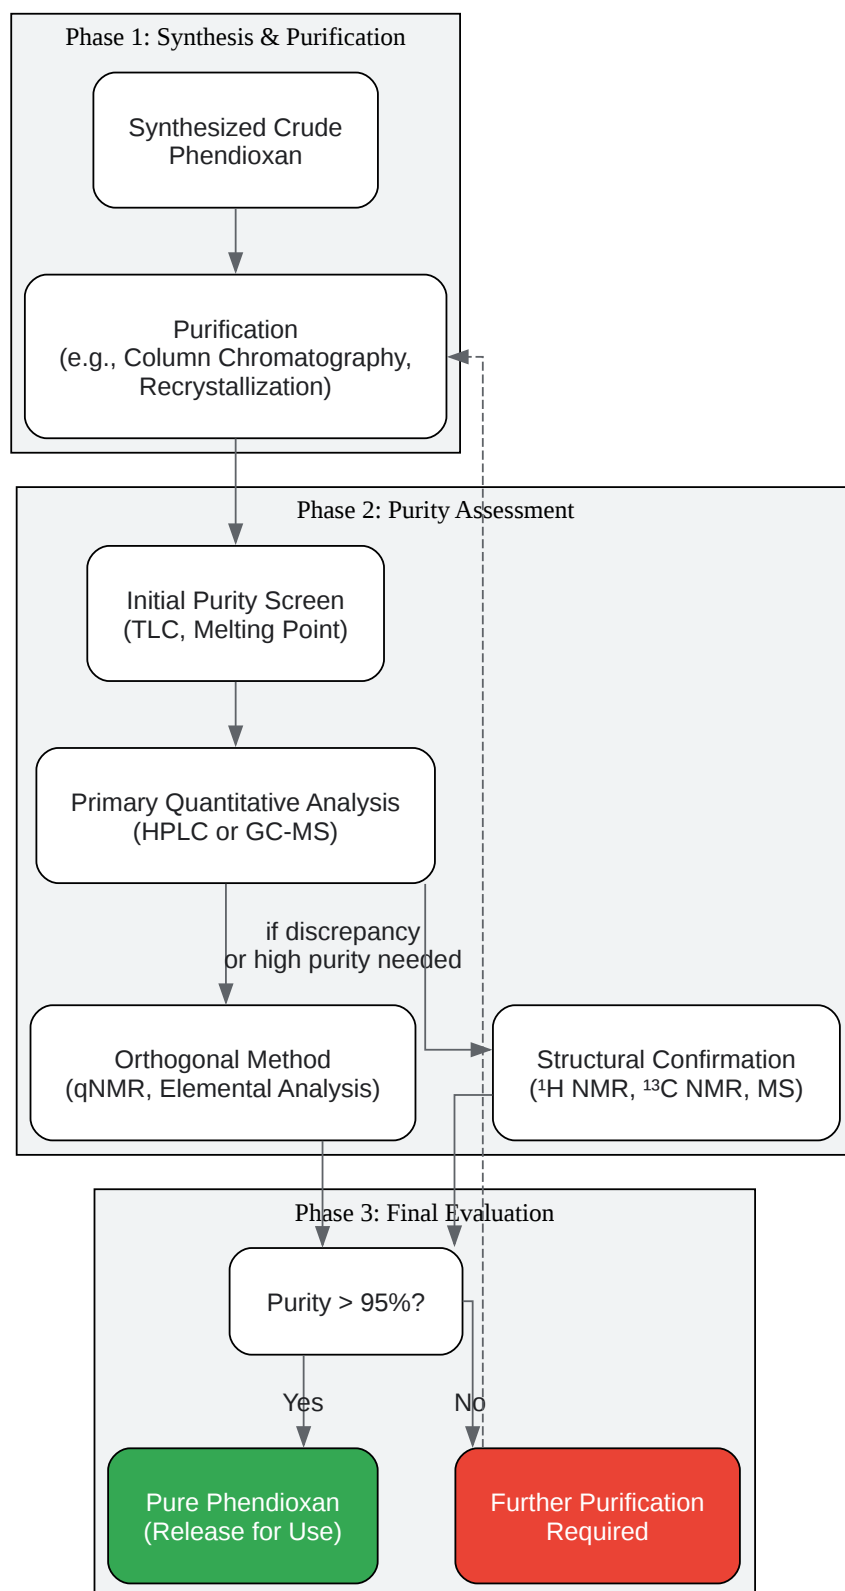 Phase 1: Synthesis & Purification
Synthesized Crude
Phendioxan
Purification
(e.g., Column Chromatography,
Recrystallization)
Phase 2: Purity Assessment
Initial Purity Screen
(TLC, Melting Point)
Primary Quantitative Analysis
(HPLC or GC-MS)
if discrepancy
or high purity needed
Orthogonal Method
(qNMR, Elemental Analysis)
Structural Confirmation
(¹H NMR, ¹³C NMR, MS)
Phase 3: Final Evaluation
Purity > 95%?
Yes
No
Pure Phendioxan
(Release for Use)
Further Purification
Required